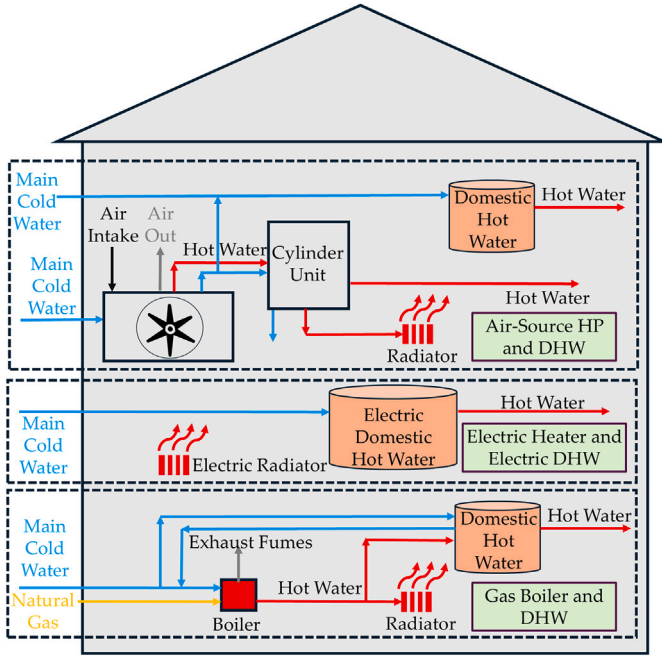 Main
Cold
Water
Air
Intake
Air
Out
Hot Water
Cylinder
Unit
Domestic
Hot
Water
Hot Water
Main
Cold
Water
Hot Water
Radiator
Air-Source HP
and DHW
Main
Cold
Water
Electric Radiator
Electric
Domestic
Hot Water
Hot Water
Electric Heater and
Electric DHW
Main
Cold
Water
Natural
Gas
Exhaust Fumes
Boiler
Hot Water
Domestic
Hot
Water
Hot Water
Radiator
Gas Boiler and
DHW